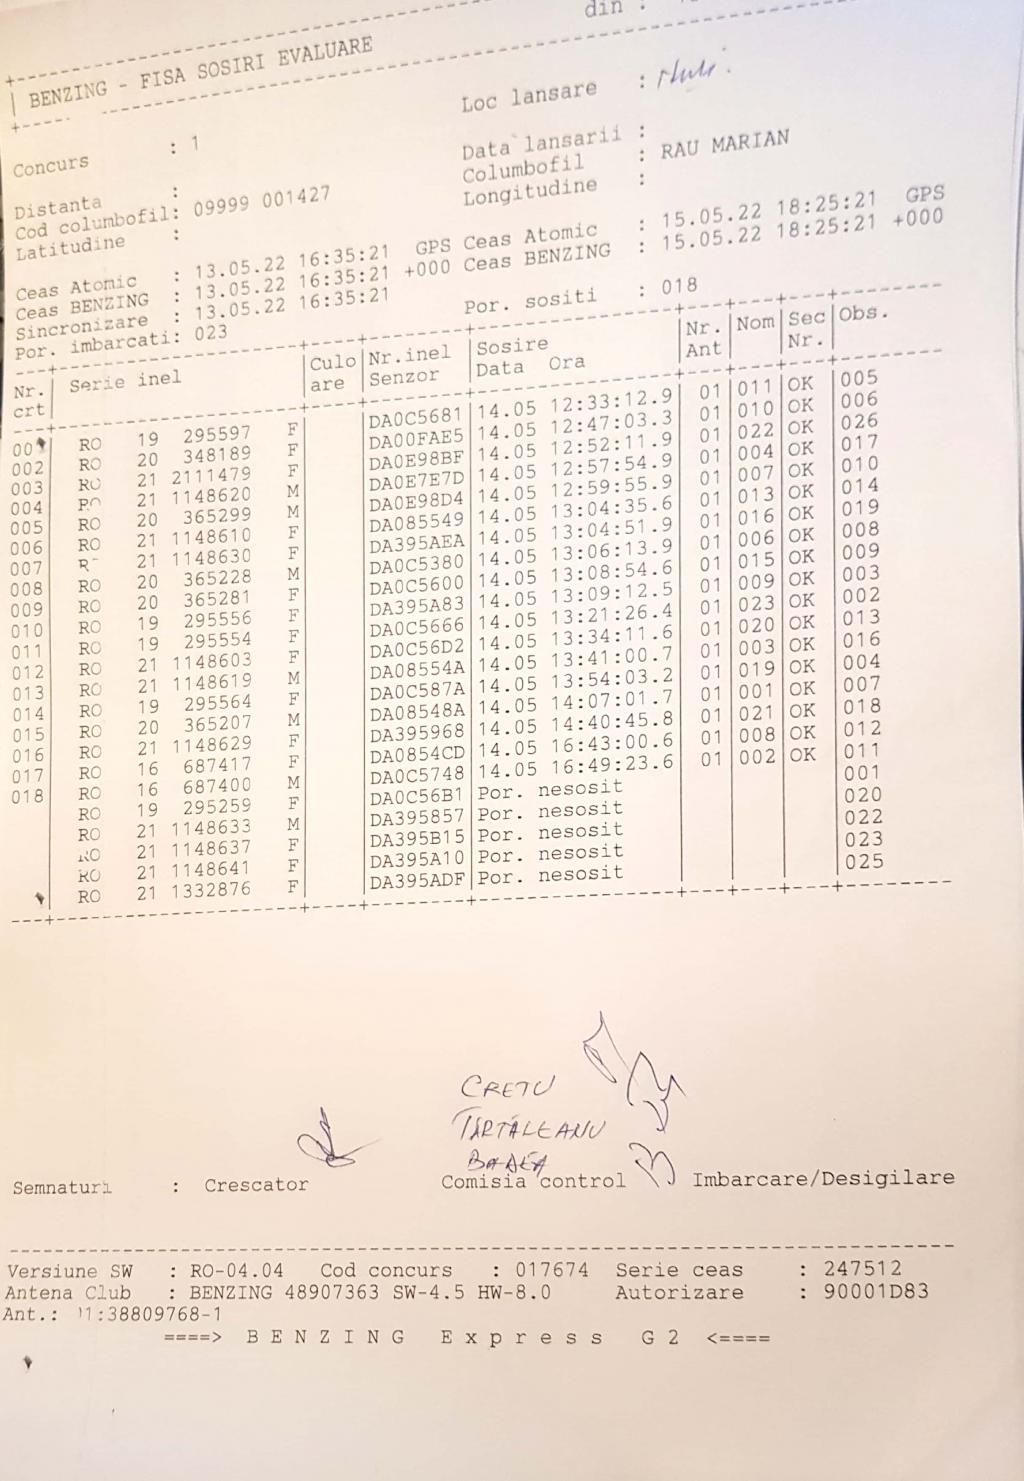 din :
BENZING - FISA SOSIRI EVALUARE
Concurs : 1 Loc lansare :
Data lansarii :
Distanta : Columbofil : RAU MARIAN
Cod columbofil: 09999 001427 Longitudine :
Latitudine :
Ceas Atomic : 13.05.22 16:35:21 GPS Ceas Atomic : 15.05.22 18:25:21 GPS
Ceas BENZING : 13.05.22 16:35:21 +000 Ceas BENZING : 15.05.22 18:25:21 +000
Sincronizare : 13.05.22 16:35:21
Por. imbarcati: 023 Por. sositi : 018
Nr. Serie inel Culo Nr.inel Sosire Nr. Nom Sec Obs.
crt are Senzor Data Ora Ant Nr.
001 RO 19 295597 F DA0C5681 14.05 12:33:12.9 01 011 OK 005
002 RO 20 348189 F DA00FAE5 14.05 12:47:03.3 01 010 OK 006
003 RO 21 2111479 F DA0E98BF 14.05 12:52:11.9 01 022 OK 026
004 RO 21 1148620 M DA0E7E7D 14.05 12:57:54.9 01 004 OK 017
005 RO 20 365299 M DA0E98D4 14.05 12:59:55.9 01 007 OK 010
006 RO 21 1148610 F DA085549 14.05 13:04:35.6 01 013 OK 014
007 R 21 1148630 F DA395AEA 14.05 13:04:51.9 01 016 OK 019
008 RO 20 365228 M DA0C5380 14.05 13:06:13.9 01 006 OK 008
009 RO 20 365281 F DA0C5600 14.05 13:08:54.6 01 015 OK 009
010 RO 19 295556 F DA395A83 14.05 13:09:12.5 01 009 OK 003
011 RO 19 295554 F DA0C5666 14.05 13:21:26.4 01 023 OK 002
012 RO 21 1148603 F DA0C56D2 14.05 13:34:11.6 01 020 OK 013
013 RO 21 1148619 M DA08554A 14.05 13:41:00.7 01 003 OK 016
014 RO 19 295564 F DA0C587A 14.05 13:54:03.2 01 019 OK 004
015 RO 20 365207 M DA08548A 14.05 14:07:01.7 01 001 OK 007
016 RO 21 1148629 F DA395968 14.05 14:40:45.8 01 021 OK 018
017 RO 16 687417 F DA0854CD 14.05 16:43:00.6 01 008 OK 012
018 RO 16 687400 M DA0C5748 14.05 16:49:23.6 01 002 OK 011
RO 19 295259 F DA0C56B1 Por. nesosit 001
RO 21 1148633 M DA395857 Por. nesosit 020
RO 21 1148637 F DA395B15 Por. nesosit 022
RO 21 1148641 F DA395A10 Por. nesosit 023
RO 21 1332876 F DA395ADF Por. nesosit 025
CRETU
TÂRTĂLEANU
BADEA
Semnaturi : Crescator Comisia control Imbarcare/Desigilare
Versiune SW : RO-04.04 Cod concurs : 017674 Serie ceas : 247512
Antena Club : BENZING 48907363 SW-4.5 HW-8.0 Autorizare : 90001D83
Ant.: 01:38809768-1
====> B E N Z I N G E x p r e s s G 2 <====